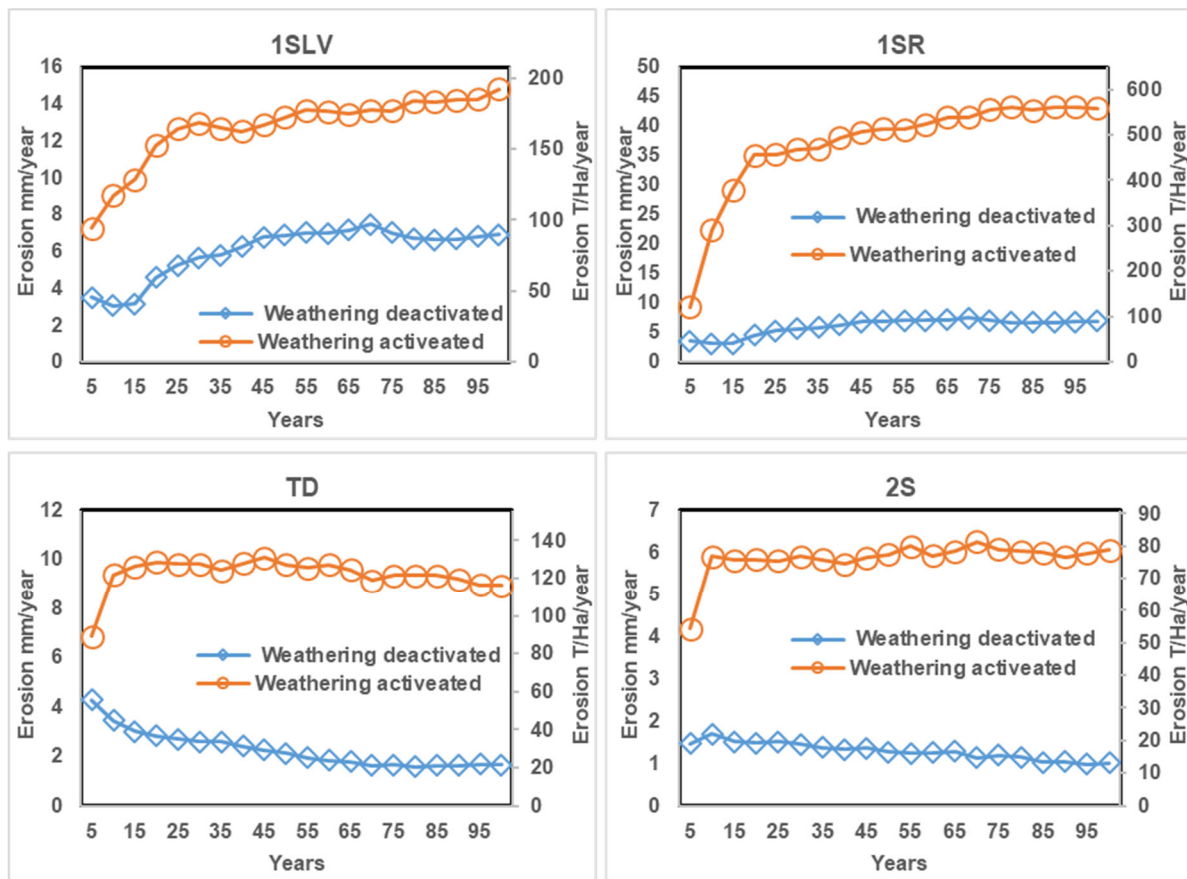 1SLV
Erosion mm/year
16
14
12
10
8
6
4
2
0
200
150
100
50
0
Erosion T/Ha/year
Weathering deactivated
Weathering activeated
5 15 25 35 45 55 65 75 85 95
Years
1SR
Erosion mm/year
50
45
40
35
30
25
20
15
10
5
0
600
500
400
300
200
100
0
Erosion T/Ha/year
Weathering deactivated
Weathering activeated
5 15 25 35 45 55 65 75 85 95
Years
TD
Erosion mm/year
12
10
8
6
4
2
0
140
120
100
80
60
40
20
0
Erosion T/Ha/year
Weathering deactivated
Weathering activeated
5 15 25 35 45 55 65 75 85 95
Years
2S
Erosion mm/year
7
6
5
4
3
2
1
0
90
80
70
60
50
40
30
20
10
0
Erosion T/Ha/year
Weathering deactivated
Weathering activeated
5 15 25 35 45 55 65 75 85 95
Years